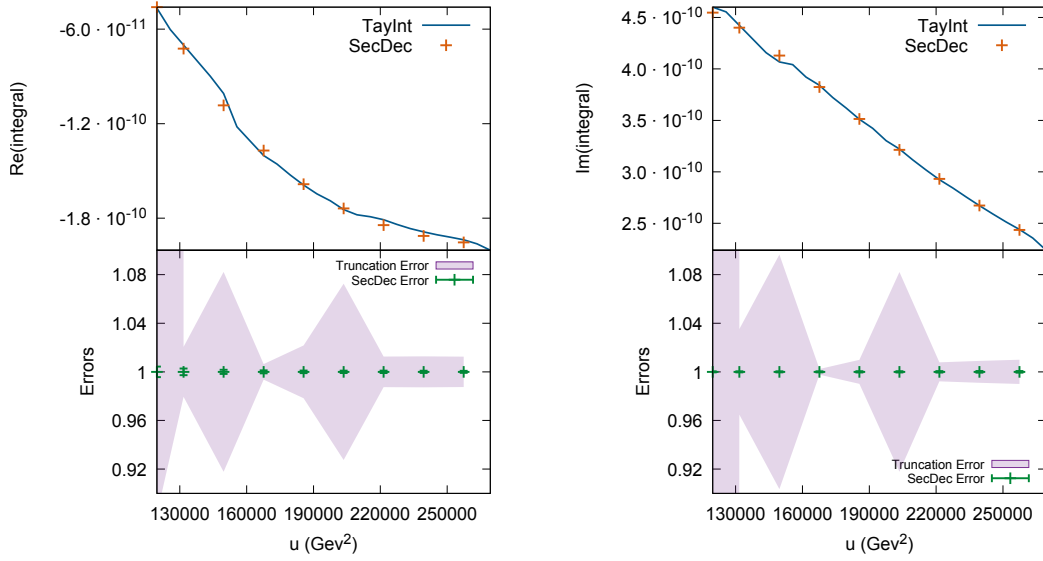 TayInt
SecDec
Re(integral)
-6.0 · 10⁻¹¹
-1.2 · 10⁻¹⁰
-1.8 · 10⁻¹⁰
Truncation Error
SecDec Error
Errors
1.08
1.04
1
0.96
0.92
130000 160000 190000 220000 250000
u (Gev²)
TayInt
SecDec
Im(integral)
4.5 · 10⁻¹⁰
4.0 · 10⁻¹⁰
3.5 · 10⁻¹⁰
3.0 · 10⁻¹⁰
2.5 · 10⁻¹⁰
Errors
1.08
1.04
1
0.96
0.92
Truncation Error
SecDec Error
130000 160000 190000 220000 250000
u (Gev²)